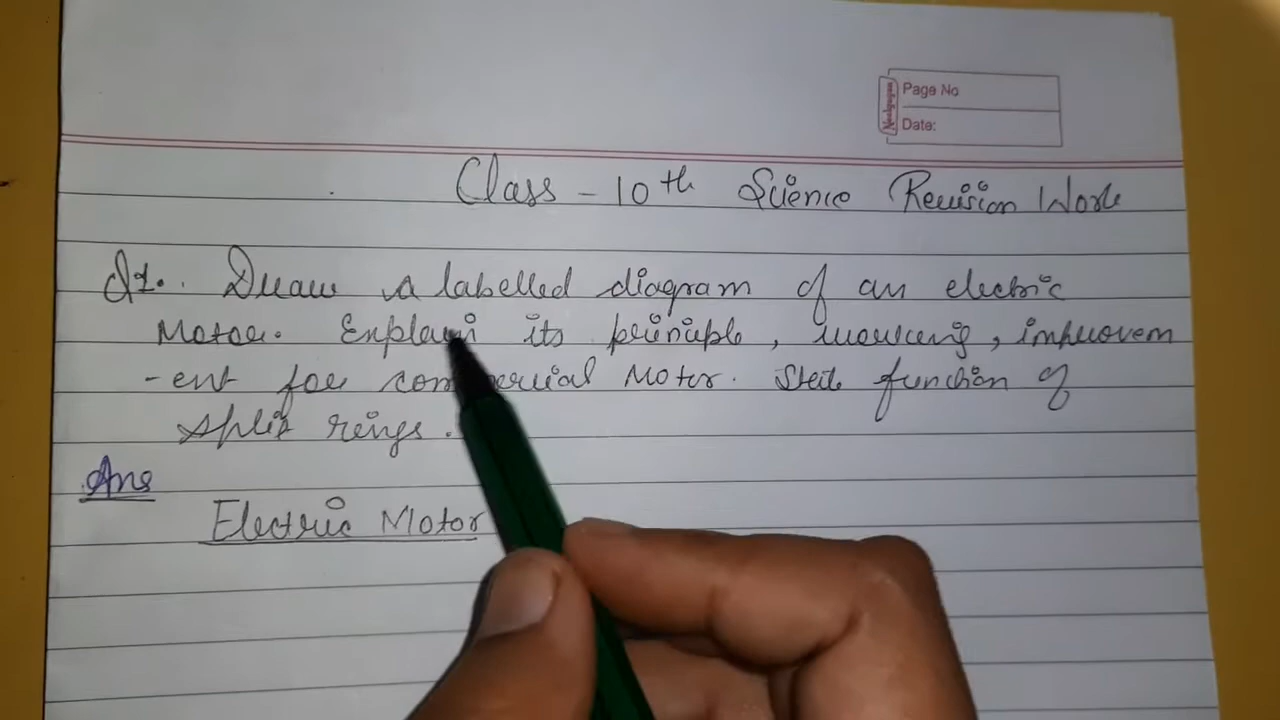 Page No
Neelgagan
Date:
Class - 10th Science Revision Work
Q1. Draw a labelled diagram of an electric
Motor. Explain its principle, working, improvem
-ent for commercial Motor. State function of
split rings.
Ans
Electric Motor